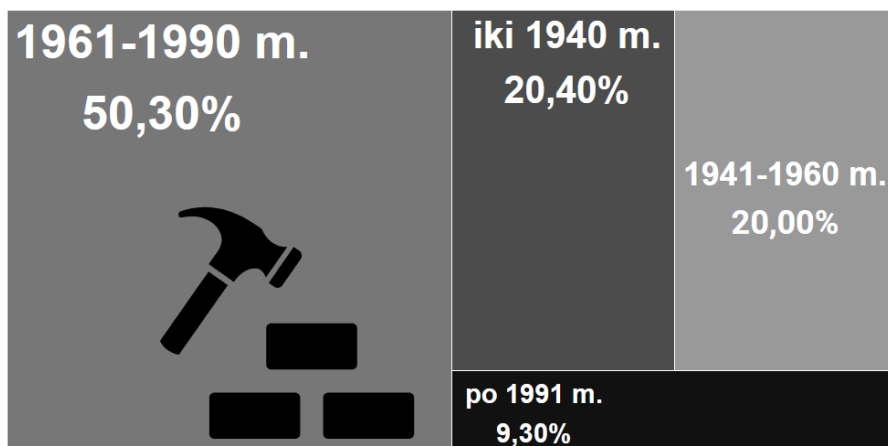 1961-1990 m.
50,30%
iki 1940 m.
20,40%
1941-1960 m.
20,00%
po 1991 m.
9,30%